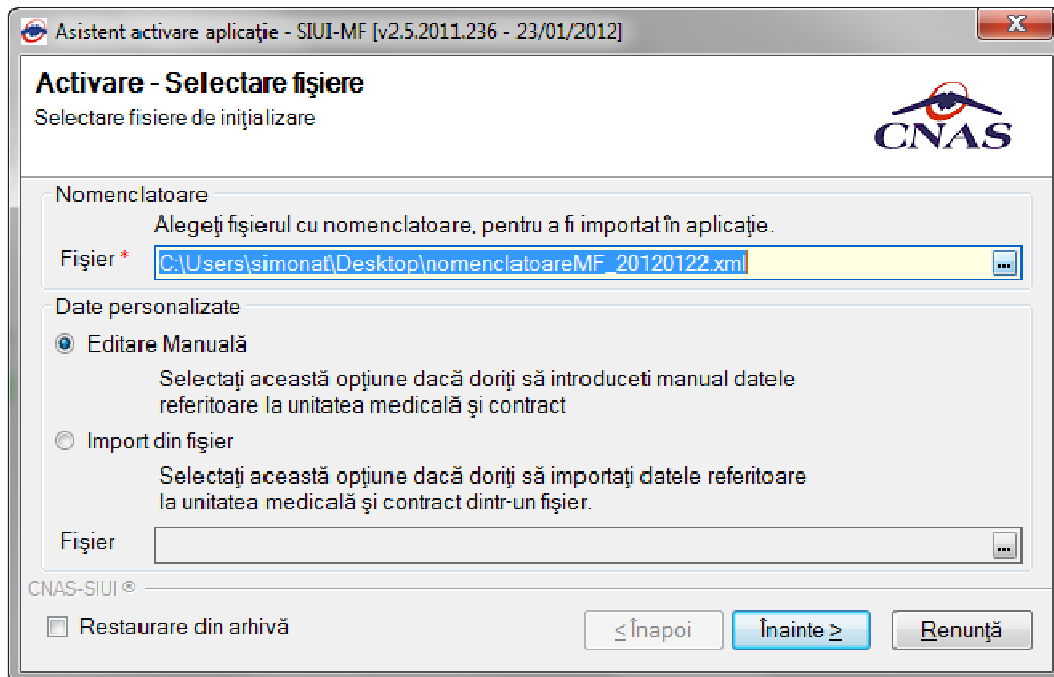 Asistent activare aplicaţie - SIUI-MF [v2.5.2011.236 - 23/01/2012]
Activare - Selectare fişiere
Selectare fisiere de iniţializare
CNAS
Nomenclatoare
Alegeţi fişierul cu nomenclatoare, pentru a fi importat în aplicaţie.
Fişier * C:\Users\simonat\Desktop\nomenclatoareMF_20120122.xml ...
Date personalizate
Editare Manuală
Selectaţi această opţiune dacă doriţi să introduceti manual datele
referitoare la unitatea medicală şi contract
Import din fişier
Selectaţi această opţiune dacă doriţi să importaţi datele referitoare
la unitatea medicală şi contract dintr-un fişier.
Fişier ...
CNAS-SIUI ®
Restaurare din arhivă < Înapoi Înainte > Renunţă